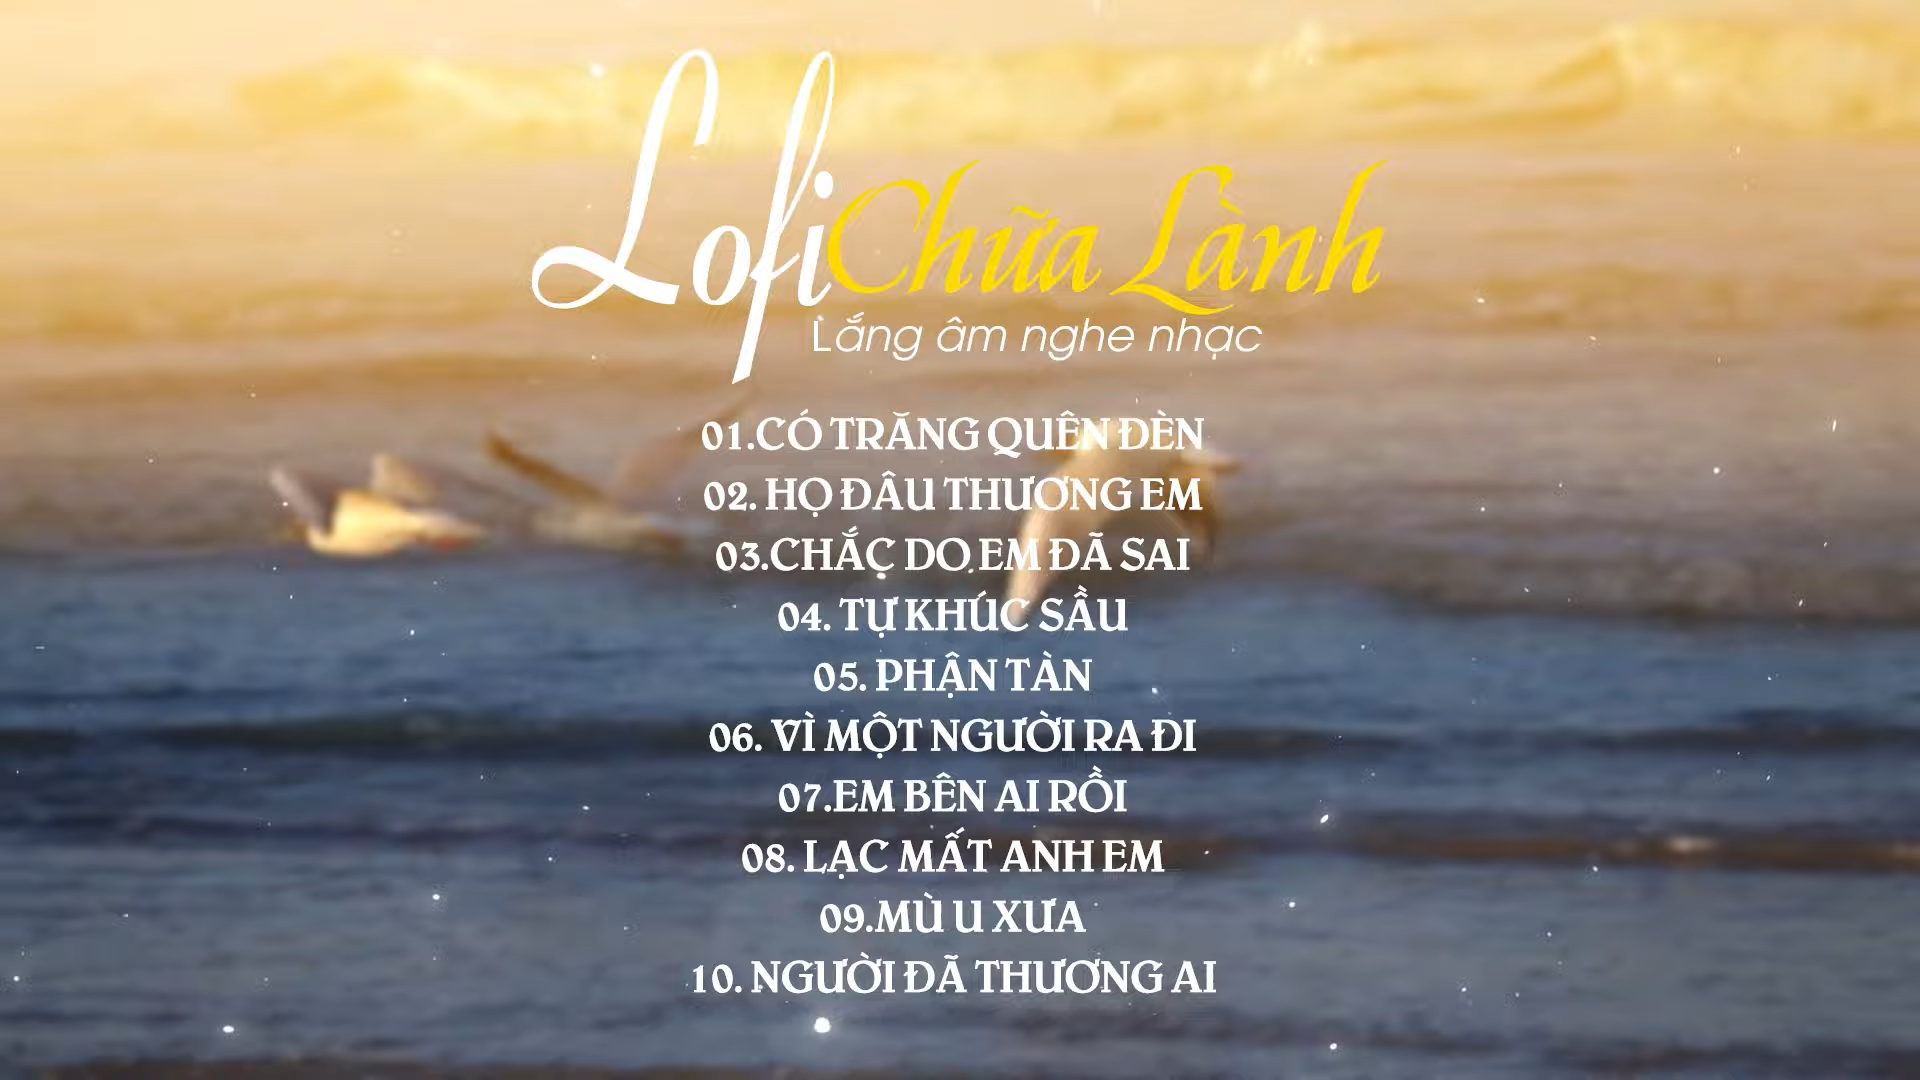 Lofi Chữa Lành
Lắng âm nghe nhạc
01.CÓ TRĂNG QUÊN ĐÈN
02. HỌ ĐÂU THƯƠNG EM
03.CHẮC DO EM ĐÃ SAI
04. TỰ KHÚC SẦU
05. PHẬN TÀN
06. VÌ MỘT NGƯỜI RA ĐI
07.EM BÊN AI RỒI
08. LẠC MẤT ANH EM
09.MÙ U XƯA
10. NGƯỜI ĐÃ THƯƠNG AI